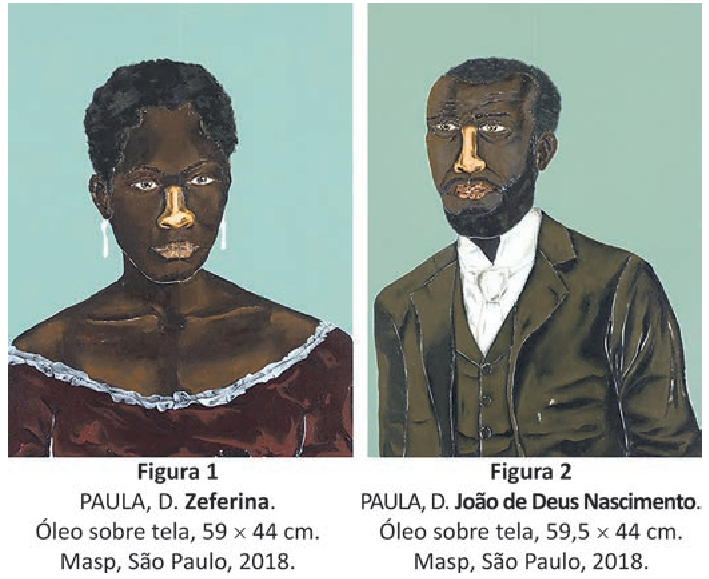 Figura 1
PAULA, D. Zeferina.
Óleo sobre tela, 59 × 44 cm.
Masp, São Paulo, 2018.
Figura 2
PAULA, D. João de Deus Nascimento.
Óleo sobre tela, 59,5 × 44 cm.
Masp, São Paulo, 2018.